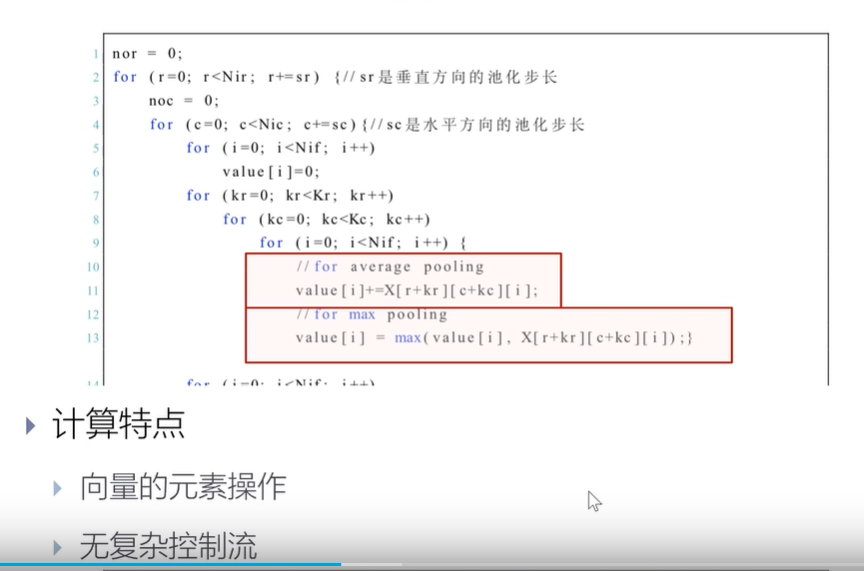 1 nor = 0;
2 for (r=0; r<Nir; r+=sr) {//sr是垂直方向的池化步长
3 noc = 0;
4 for (c=0; c<Nic; c+=sc){//sc是水平方向的池化步长
5 for (i=0; i<Nif; i++)
6 value[i]=0;
7 for (kr=0; kr<Kr; kr++)
8 for (kc=0; kc<Kc; kc++)
9 for (i=0; i<Nif; i++) {
10 //for average pooling
11 value[i]+=X[r+kr][c+kc][i];
12 //for max pooling
13 value[i] = max(value[i], X[r+kr][c+kc][i]);}
14 for (i=0; i<Nif; i++)
计算特点
向量的元素操作
无复杂控制流